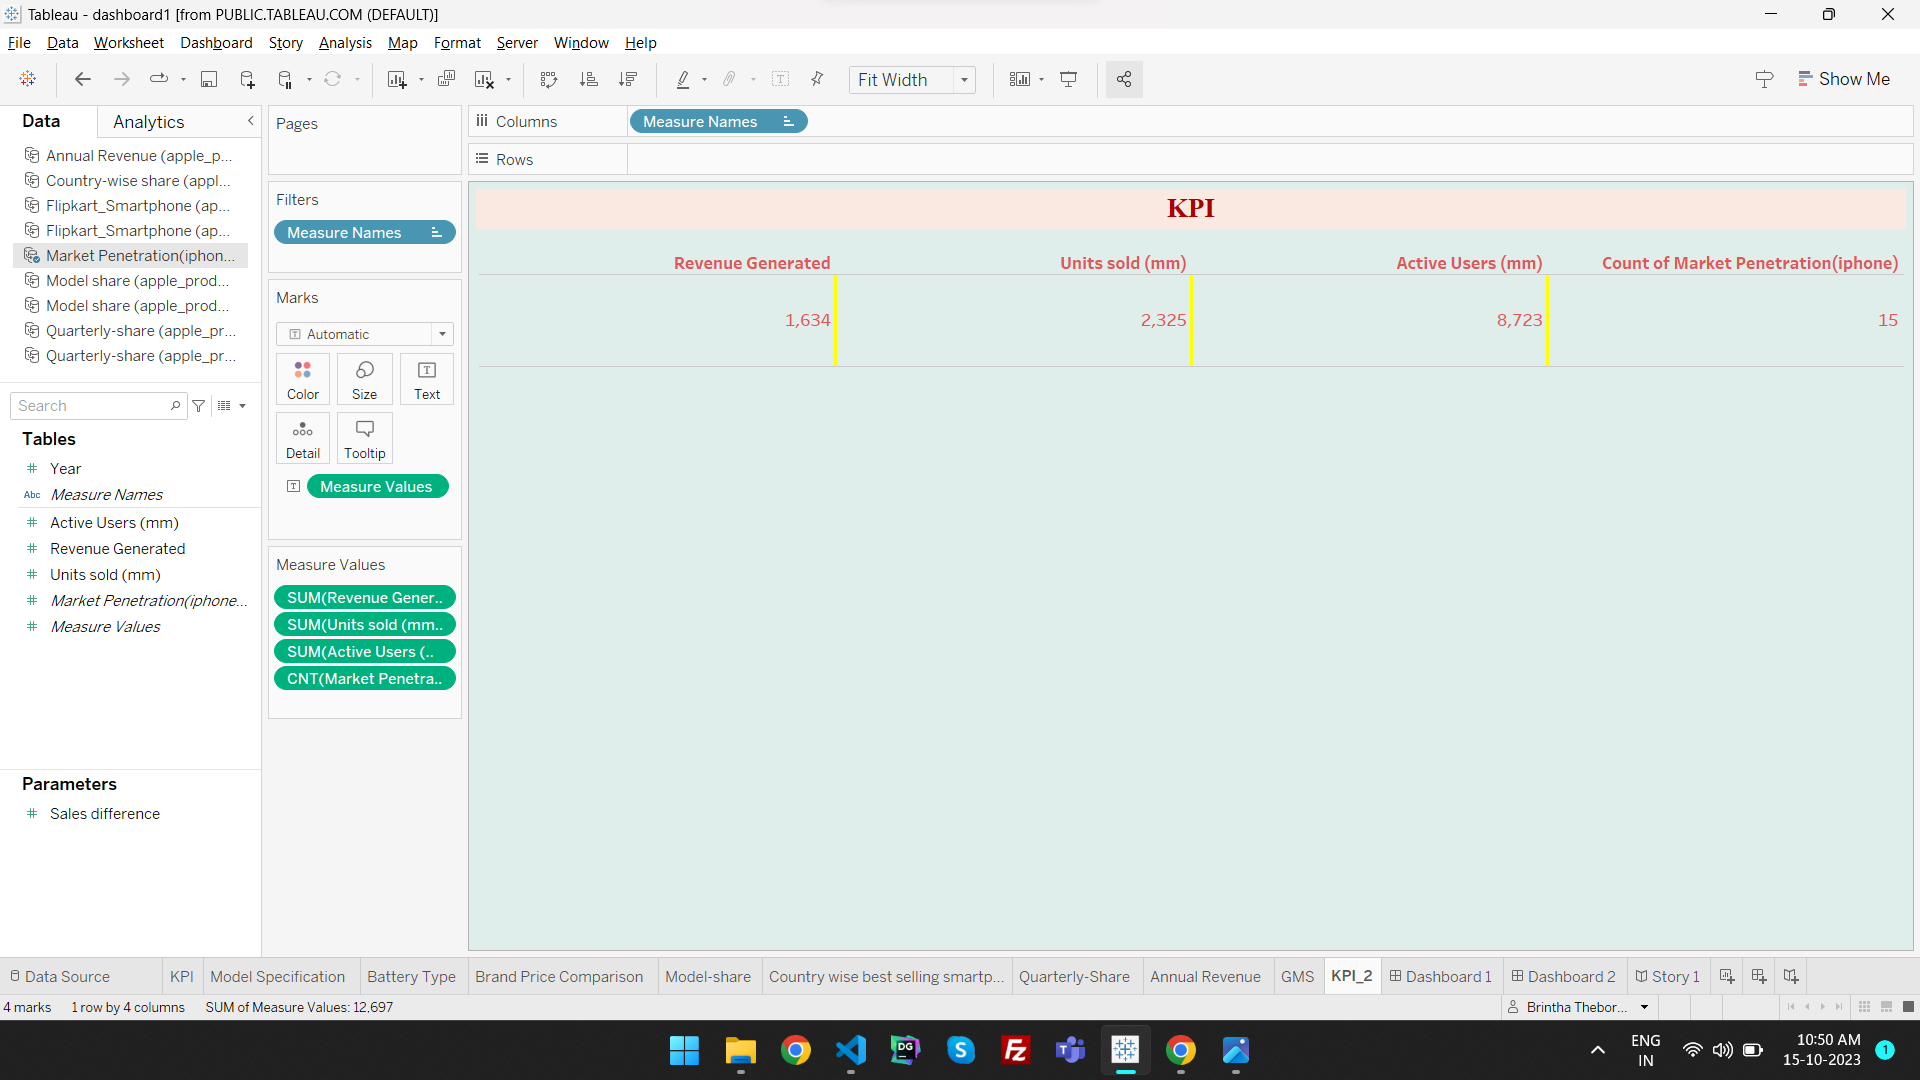 Tableau - dashboard1 [from PUBLIC.TABLEAU.COM (DEFAULT)]
File Data Worksheet Dashboard Story Analysis Map Format Server Window Help
Fit Width
Show Me
Data
Analytics
Annual Revenue (apple_p...
Country-wise share (appl...
Flipkart_Smartphone (ap...
Flipkart_Smartphone (ap...
Market Penetration(iphon...
Model share (apple_prod...
Model share (apple_prod...
Quarterly-share (apple_pr...
Quarterly-share (apple_pr...
Search
Tables
Year
Abc Measure Names
Active Users (mm)
Revenue Generated
Units sold (mm)
Market Penetration(iphone...
Measure Values
Parameters
Sales difference
Pages
Filters
Measure Names
Marks
T Automatic
Color Size T Text
Detail Tooltip
T Measure Values
Measure Values
SUM(Revenue Gener..
SUM(Units sold (mm..
SUM(Active Users (..
CNT(Market Penetra..
Columns
Measure Names
Rows
KPI
Revenue Generated Units sold (mm) Active Users (mm) Count of Market Penetration(iphone)
1,634 2,325 8,723 15
Data Source KPI Model Specification Battery Type Brand Price Comparison Model-share Country wise best selling smartp... Quarterly-Share Annual Revenue GMS KPI_2 Dashboard 1 Dashboard 2 Story 1
4 marks 1 row by 4 columns SUM of Measure Values: 12,697
Brintha Thebor...
DG
S
Fz
T
ENG
IN
10:50 AM
15-10-2023
1